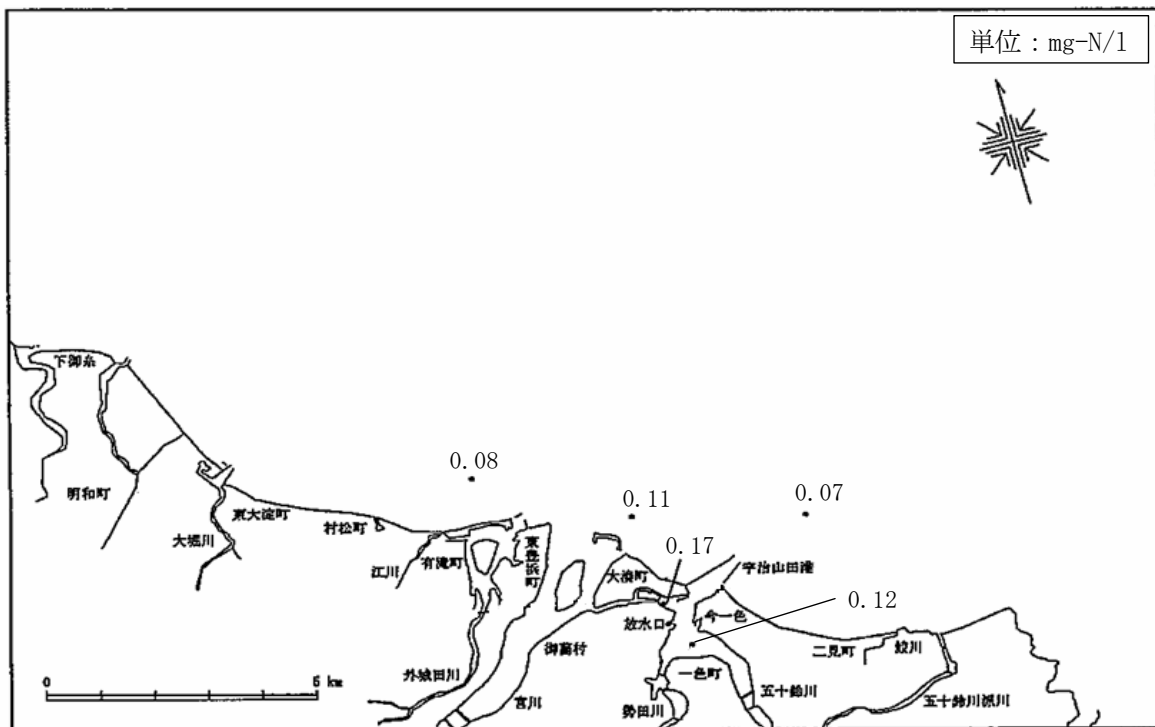 単位：mg-N/l
下御糸
0.08
明和町
0.11
0.07
東大淀町
村松町
大堀川
江川
有滝町
東豊浜町
大湊町
0.17
宇治山田港
放水口
今一色
0.12
御薗村
二見町
鮫川
外城田川
一色町
0
5 km
宮川
勢田川
五十鈴川
五十鈴川派川